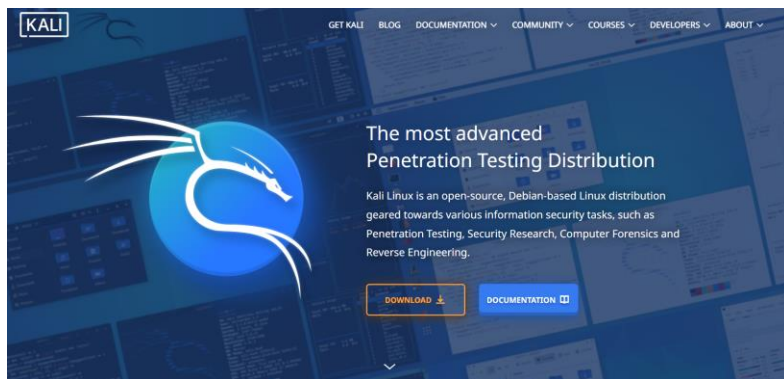 KALI
GET KALI BLOG DOCUMENTATION COMMUNITY COURSES DEVELOPERS ABOUT
The most advanced
Penetration Testing Distribution
Kali Linux is an open-source, Debian-based Linux distribution
geared towards various information security tasks, such as
Penetration Testing, Security Research, Computer Forensics and
Reverse Engineering.
DOWNLOAD DOCUMENTATION